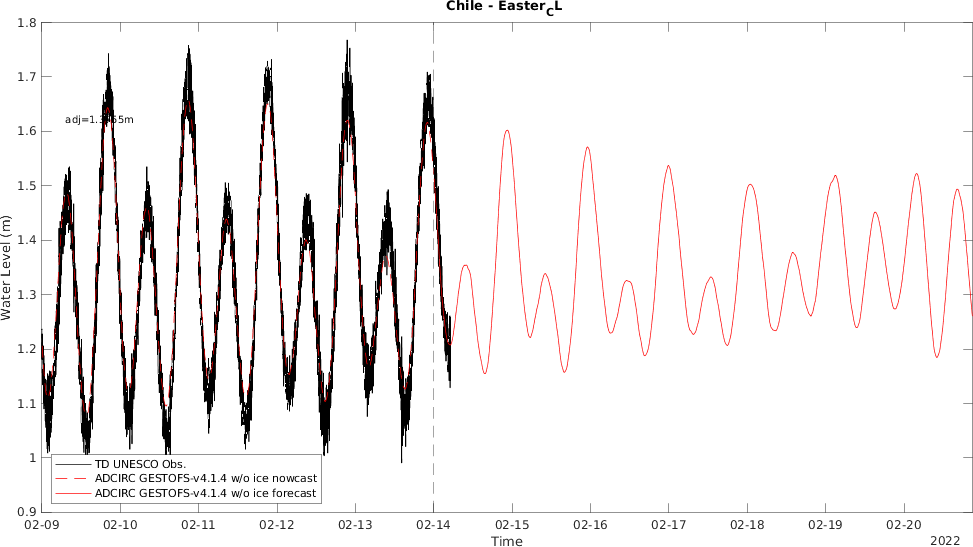 Chile - Easter_CL
1.8
1.7
1.6
1.5
1.4
1.3
1.2
1.1
1
0.9
Water Level (m)
TD UNESCO Obs.
ADCIRC GESTOFS-v4.1.4 w/o ice nowcast
ADCIRC GESTOFS-v4.1.4 w/o ice forecast
02-09 02-10 02-11 02-12 02-13 02-14 02-15 02-16 02-17 02-18 02-19 02-20
Time
2022